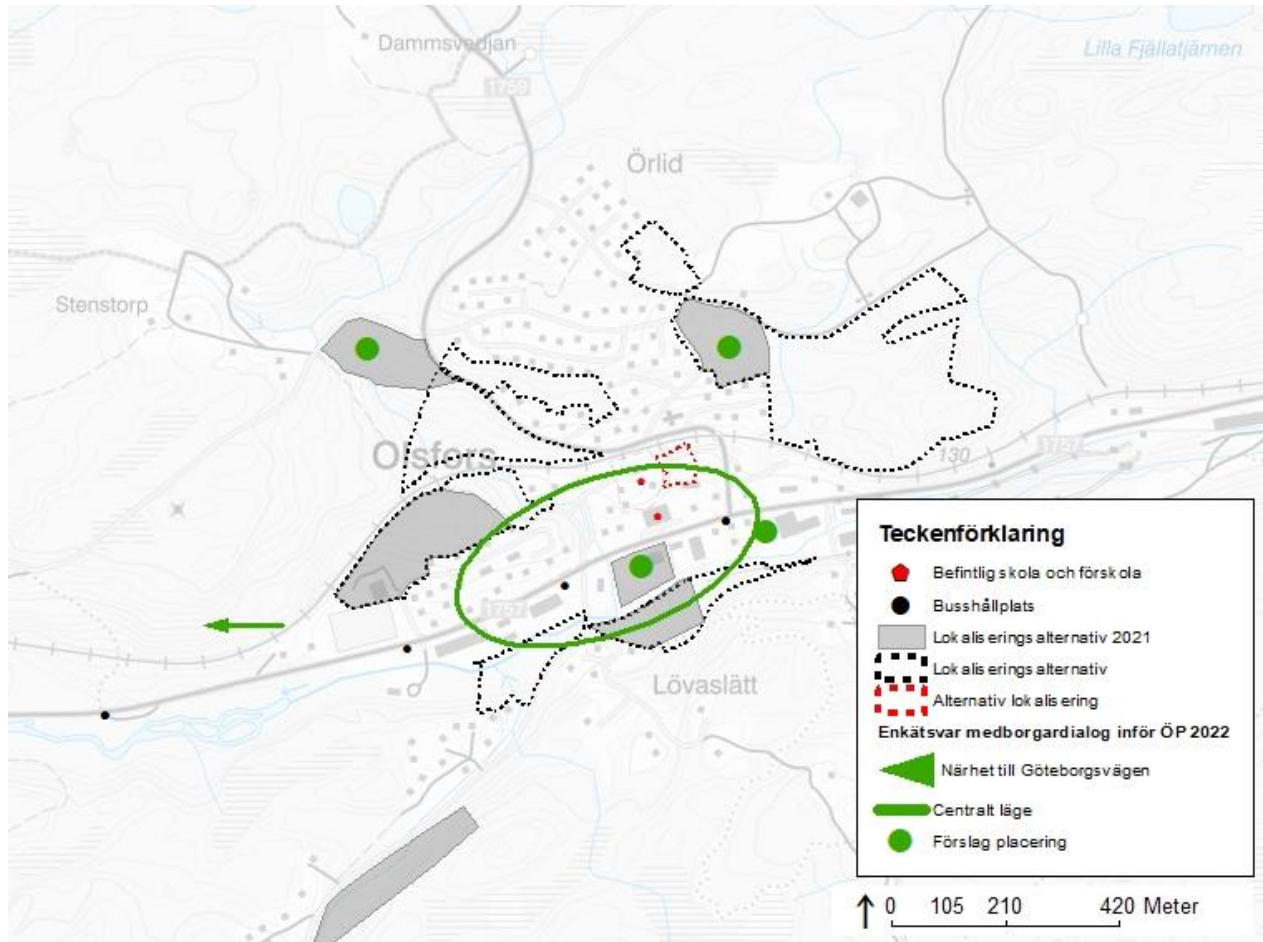 Dammsvedjan
Lilla Fjällatjärnen
1759
Örlid
Stenstorp
Olsfors
1757
130
1757
Lövaslätt
Teckenförklaring
Befintlig skola och förskola
Busshållplats
Lokaliseringsalternativ 2021
Lokaliseringsalternativ
Alternativ lokalisering
Enkätsvar medborgardialog inför ÖP 2022
Närhet till Göteborgsvägen
Centralt läge
Förslag placering
0 105 210 420 Meter